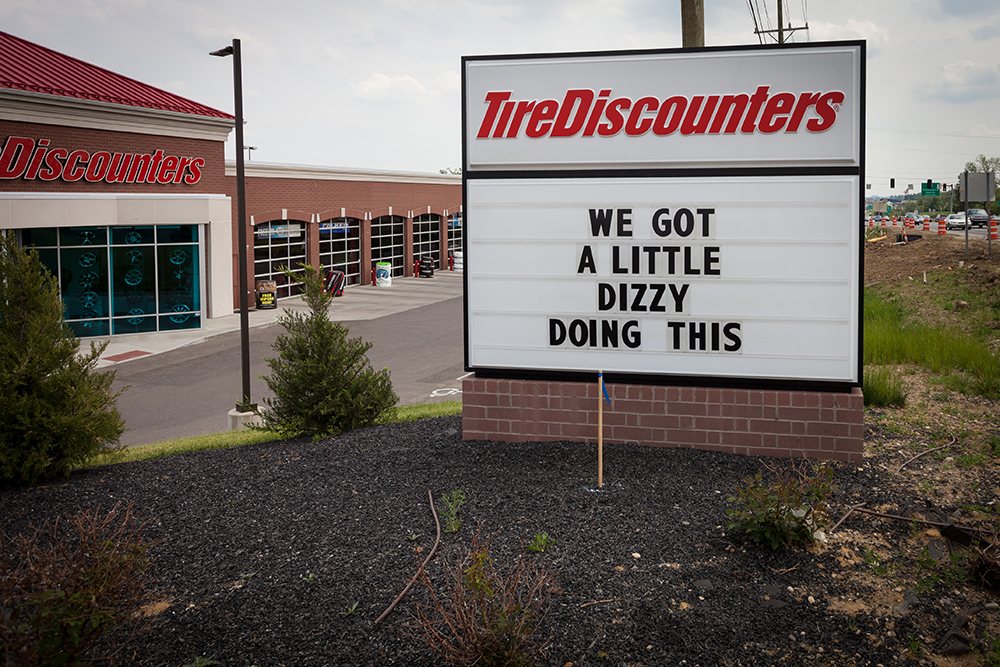 TireDiscounters
WE GOT
A LITTLE
DIZZY
DOING THIS
Discounters